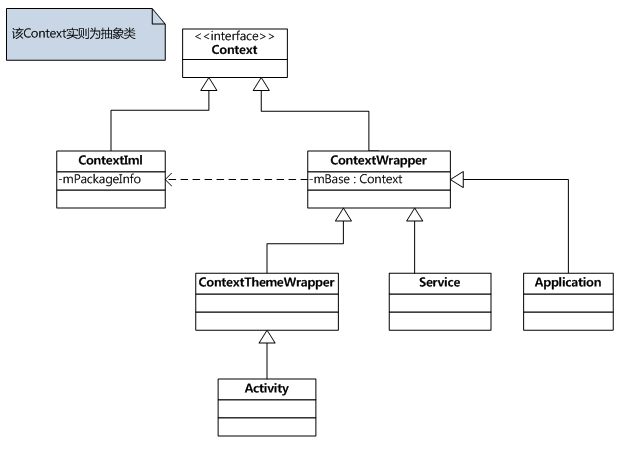 该Context实则为抽象类
<<interface>>
Context
ContextIml
-mPackageInfo
ContextWrapper
-mBase : Context
ContextThemeWrapper
Service
Application
Activity